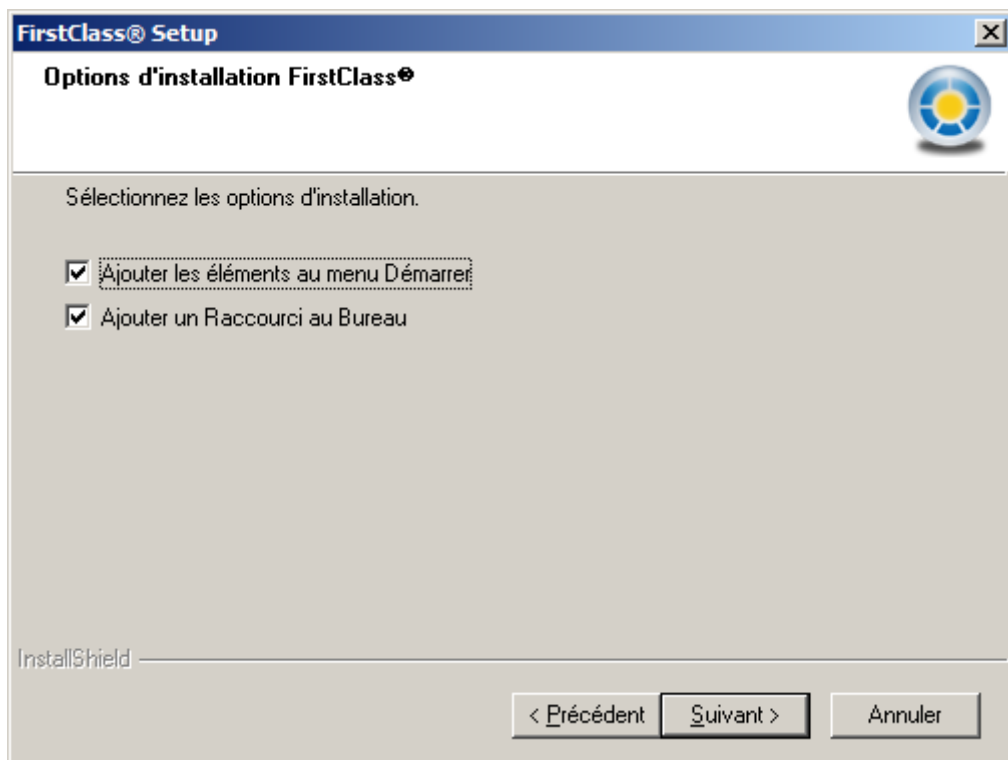 FirstClass® Setup
Options d'installation FirstClass®
Sélectionnez les options d'installation.
Ajouter les éléments au menu Démarrer
Ajouter un Raccourci au Bureau
InstallShield
< Précédent
Suivant >
Annuler